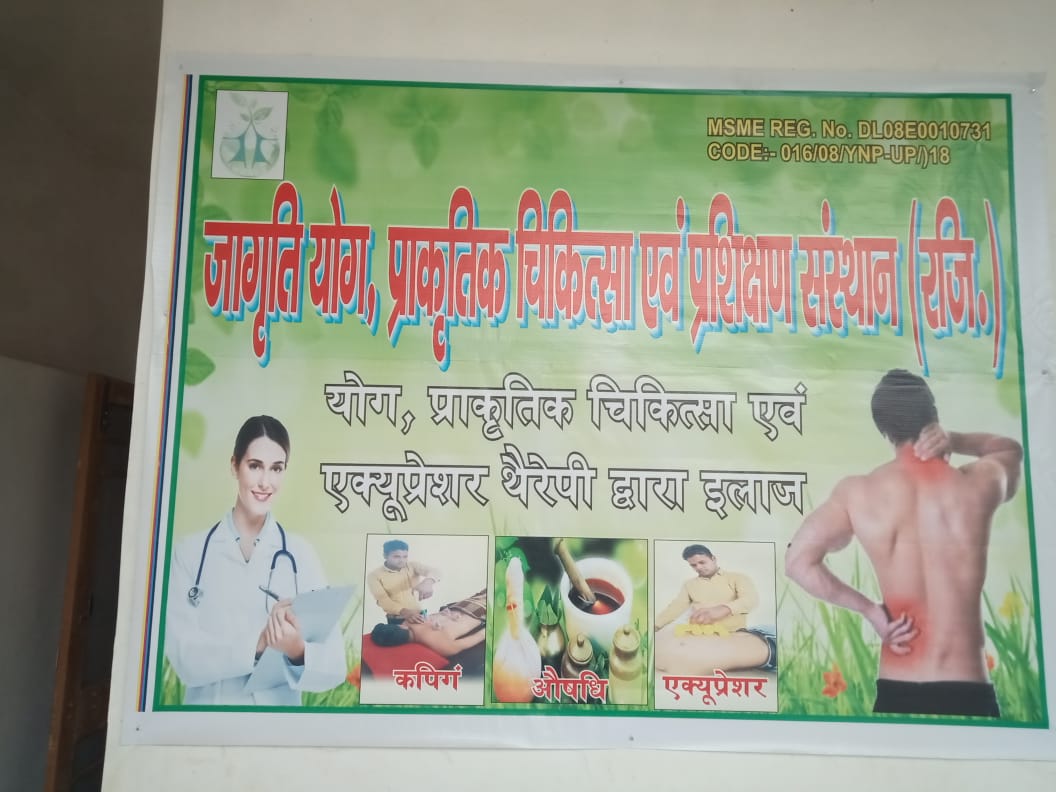 MSME REG. No. DL08E0010731
CODE:- 016/08/YNP-UP/)18
जागृति योग, प्राकृतिक चिकित्सा एवं प्रशिक्षण संस्थान (रजि.)
योग, प्राकृतिक चिकित्सा एवं
एक्यूप्रेशर थैरेपी द्वारा इलाज
कपिगं
औषधि
एक्यूप्रेशर